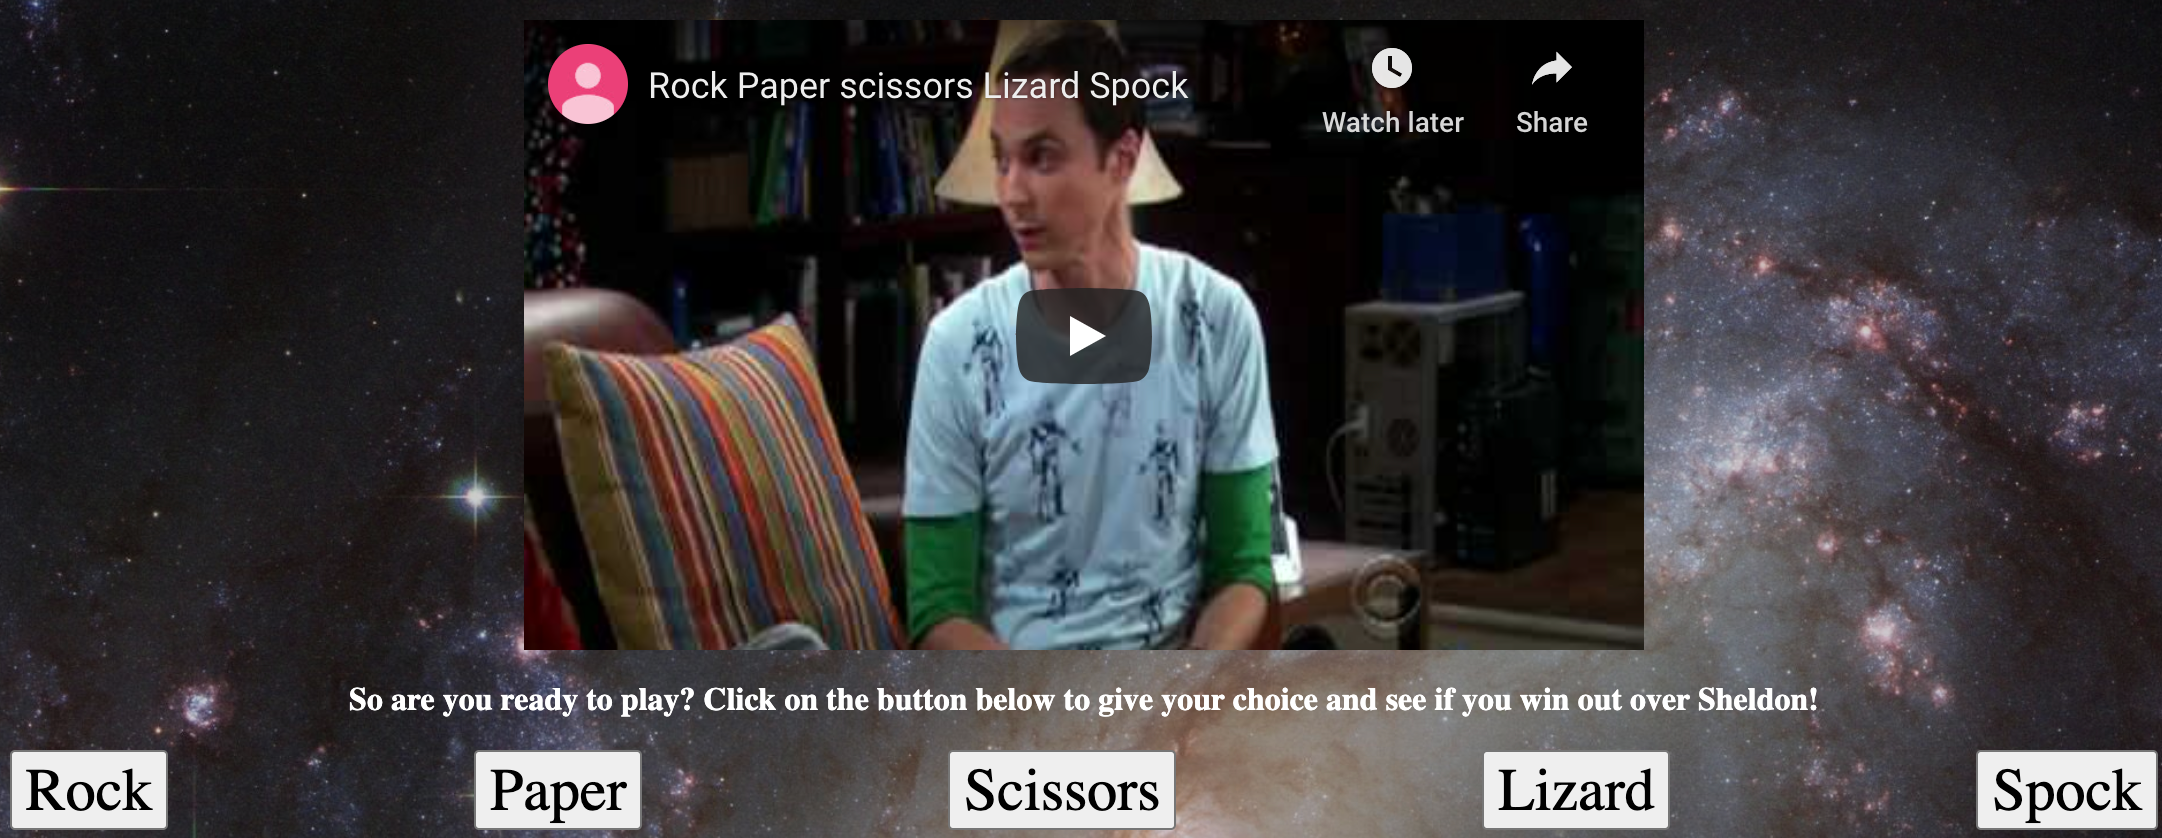 Rock Paper scissors Lizard Spock
Watch later
Share
So are you ready to play? Click on the button below to give your choice and see if you win out over Sheldon!
Rock
Paper
Scissors
Lizard
Spock